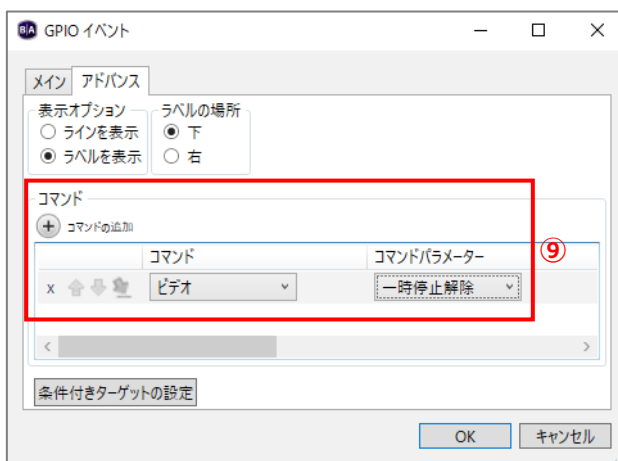 B|A GPIO イベント
メイン アドバンス
表示オプション ラベルの場所
ラインを表示 下
ラベルを表示 右
コマンド
コマンドの追加
コマンド コマンドパラメーター
⑨
x ビデオ 一時停止解除
条件付きターゲットの設定
OK キャンセル